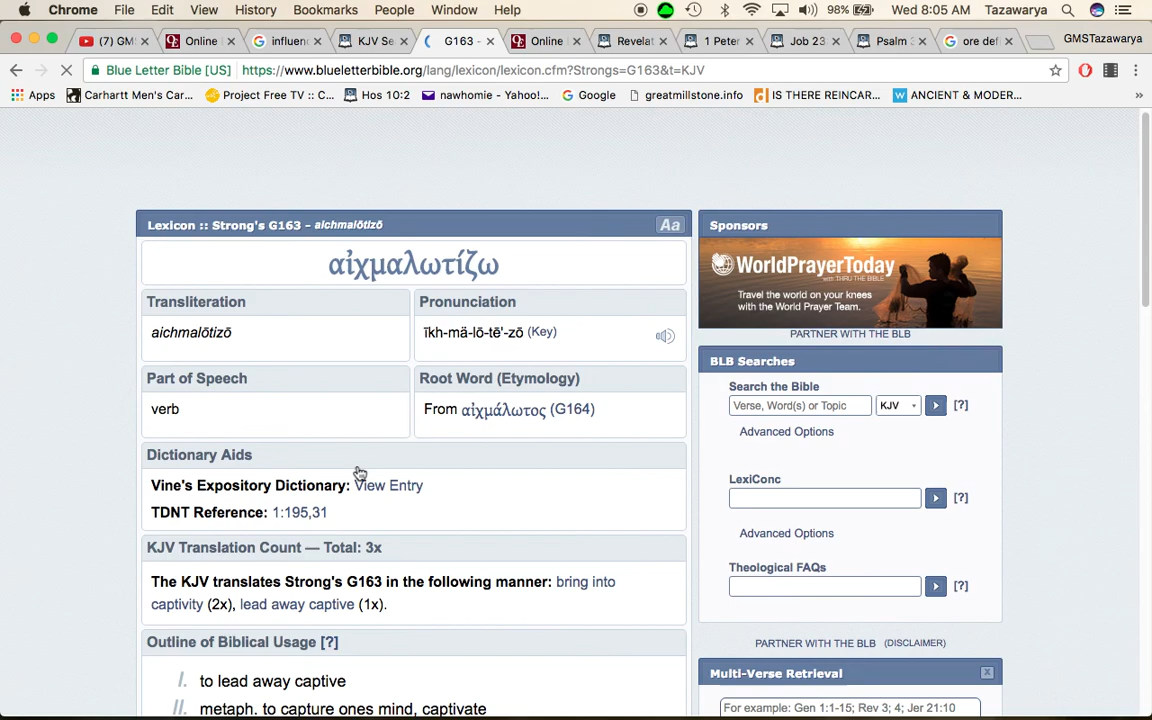 Chrome File Edit View History Bookmarks People Window Help 98% Wed 8:05 AM Tazawarya
(7) GMS Online influenc KJV Se G163 - Online Revelat 1 Peter Job 23 Psalm ore defi GMSTazawarya
Blue Letter Bible [US] https://www.blueletterbible.org/lang/lexicon/lexicon.cfm?Strongs=G163&t=KJV
Apps Carhartt Men's Car... Project Free TV :: C... Hos 10:2 nawhomie - Yahoo!... Google greatmillstone.info IS THERE REINCAR... ANCIENT & MODER... »
Lexicon :: Strong's G163 - aichmalōtizō Aa
αἰχμαλωτίζω
Transliteration
aichmalōtizō
Pronunciation
īkh-mä-lō-tē'-zō (Key)
Part of Speech
verb
Root Word (Etymology)
From αἰχμάλωτος (G164)
Dictionary Aids
Vine's Expository Dictionary: View Entry
TDNT Reference: 1:195,31
KJV Translation Count — Total: 3x
The KJV translates Strong's G163 in the following manner: bring into
captivity (2x), lead away captive (1x).
Outline of Biblical Usage [?]
I. to lead away captive
II. metaph. to capture ones mind, captivate
Sponsors
WorldPrayerToday
with THRU THE BIBLE
Travel the world on your knees
with the World Prayer Team.
PARTNER WITH THE BLB
BLB Searches
Search the Bible
Verse, Word(s) or Topic KJV [?]
Advanced Options
LexiConc
[?]
Advanced Options
Theological FAQs
[?]
PARTNER WITH THE BLB (DISCLAIMER)
Multi-Verse Retrieval x
For example: Gen 1:1-15; Rev 3; 4; Jer 21:10